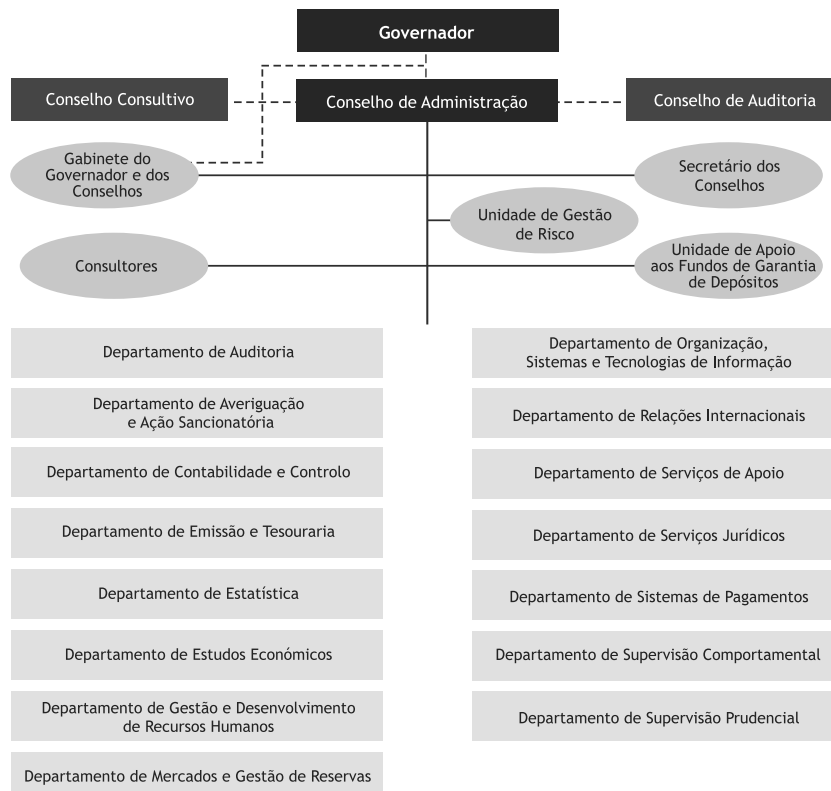 Governador
Conselho Consultivo
Conselho de Administração
Conselho de Auditoria
Gabinete do
Governador e dos
Conselhos
Secretário dos
Conselhos
Unidade de Gestão
de Risco
Consultores
Unidade de Apoio
aos Fundos de Garantia
de Depósitos
Departamento de Auditoria
Departamento de Averiguação
e Ação Sancionatória
Departamento de Contabilidade e Controlo
Departamento de Emissão e Tesouraria
Departamento de Estatística
Departamento de Estudos Económicos
Departamento de Gestão e Desenvolvimento
de Recursos Humanos
Departamento de Mercados e Gestão de Reservas
Departamento de Organização,
Sistemas e Tecnologias de Informação
Departamento de Relações Internacionais
Departamento de Serviços de Apoio
Departamento de Serviços Jurídicos
Departamento de Sistemas de Pagamentos
Departamento de Supervisão Comportamental
Departamento de Supervisão Prudencial